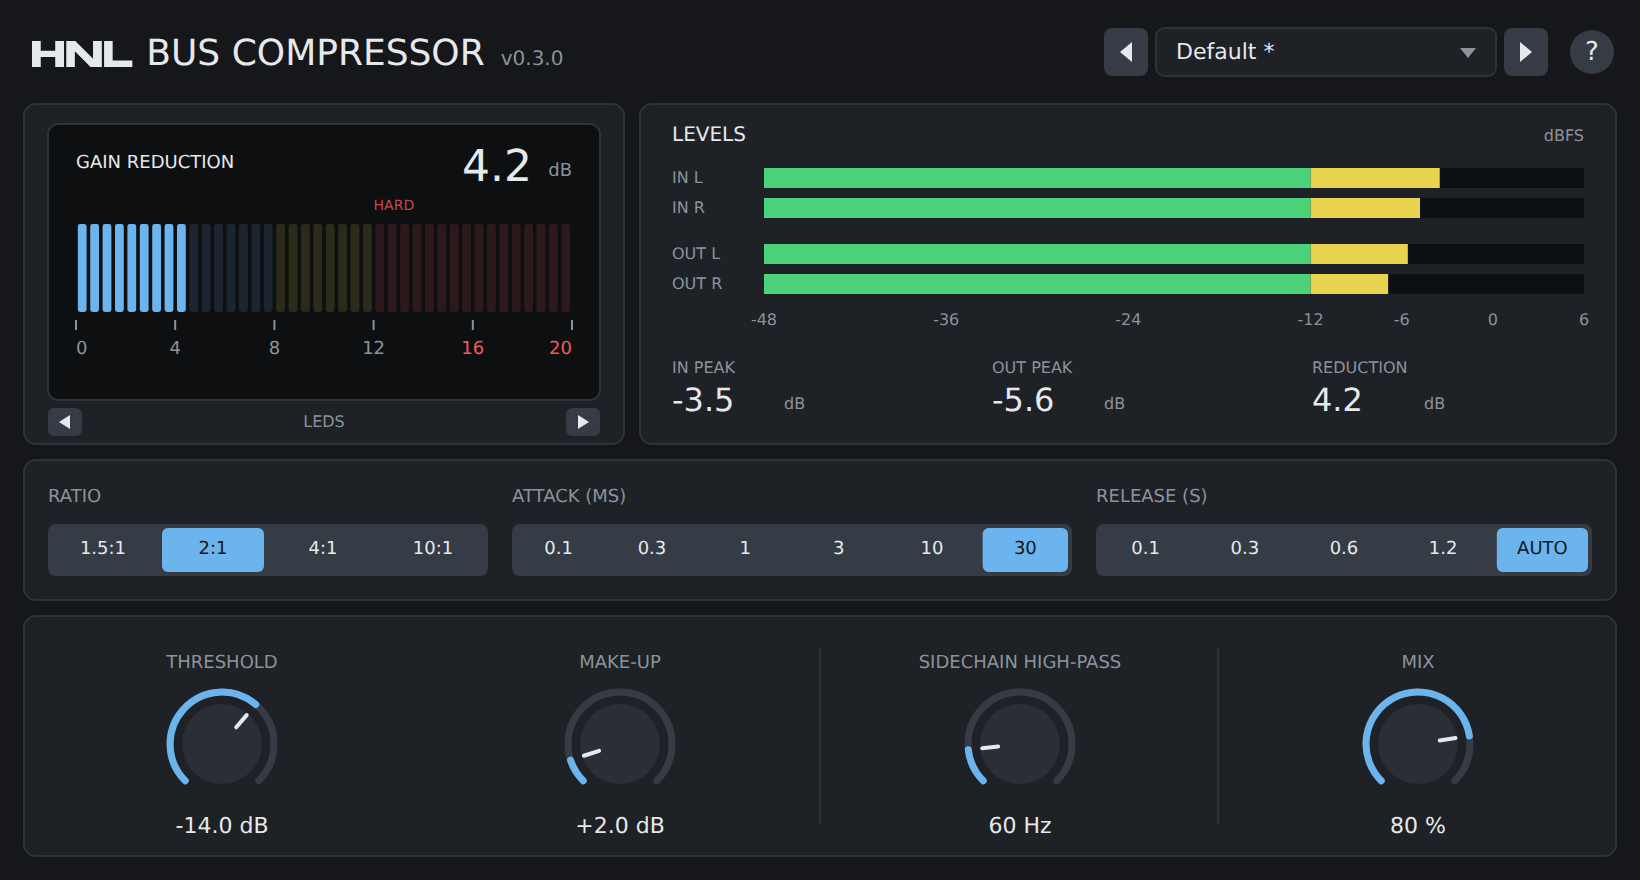 HNL BUS COMPRESSOR v0.3.0
Default *
?
GAIN REDUCTION 4.2 dB
HARD
0 4 8 12 16 20
LEDS
LEVELS dBFS
IN L
IN R
OUT L
OUT R
-48 -36 -24 -12 -6 0 6
IN PEAK OUT PEAK REDUCTION
-3.5 dB -5.6 dB 4.2 dB
RATIO
1.5:1 2:1 4:1 10:1
ATTACK (MS)
0.1 0.3 1 3 10 30
RELEASE (S)
0.1 0.3 0.6 1.2 AUTO
THRESHOLD MAKE-UP SIDECHAIN HIGH-PASS MIX
-14.0 dB +2.0 dB 60 Hz 80 %